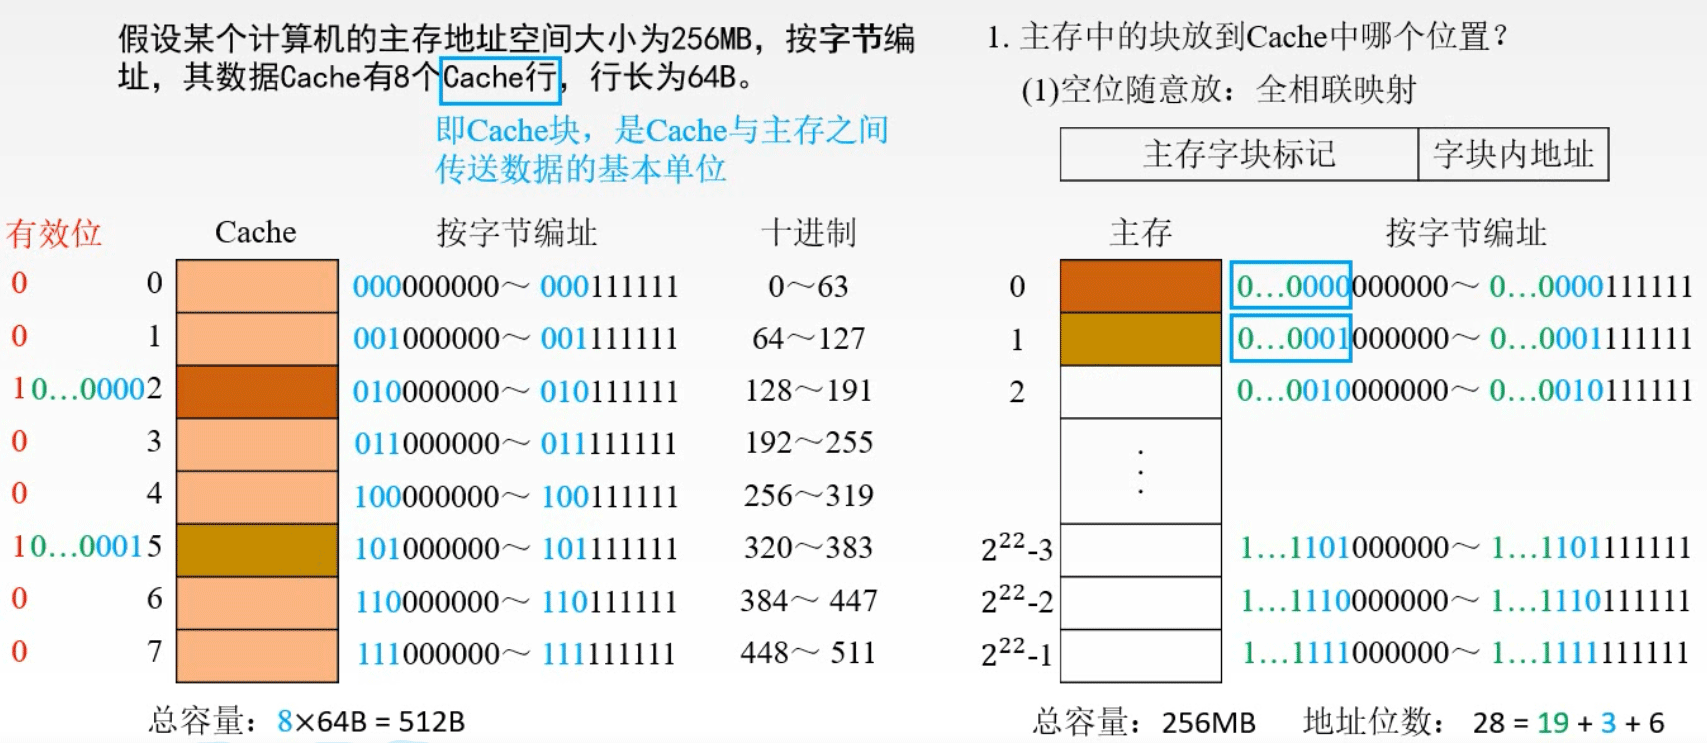 假设某个计算机的主存地址空间大小为256MB，按字节编
址，其数据Cache有8个Cache行，行长为64B。
即Cache块，是Cache与主存之间
传送数据的基本单位
1. 主存中的块放到Cache中哪个位置？
(1)空位随意放：全相联映射
主存字块标记 字块内地址
有效位 Cache 按字节编址 十进制
0 0 000000000～ 000111111 0～63
0 1 001000000～ 001111111 64～127
1 0…0000 2 010000000～ 010111111 128～191
0 3 011000000～ 011111111 192～255
0 4 100000000～ 100111111 256～319
1 0…0001 5 101000000～ 101111111 320～383
0 6 110000000～ 110111111 384～ 447
0 7 111000000～ 111111111 448～ 511
总容量：8×64B = 512B
主存 按字节编址
0 0…0000000000～ 0…0000111111
1 0…0001000000～ 0…0001111111
2 0…0010000000～ 0…0010111111
⋮
2²²-3 1…1101000000～ 1…1101111111
2²²-2 1…1110000000～ 1…1110111111
2²²-1 1…1111000000～ 1…1111111111
总容量：256MB 地址位数： 28 = 19 + 3 + 6